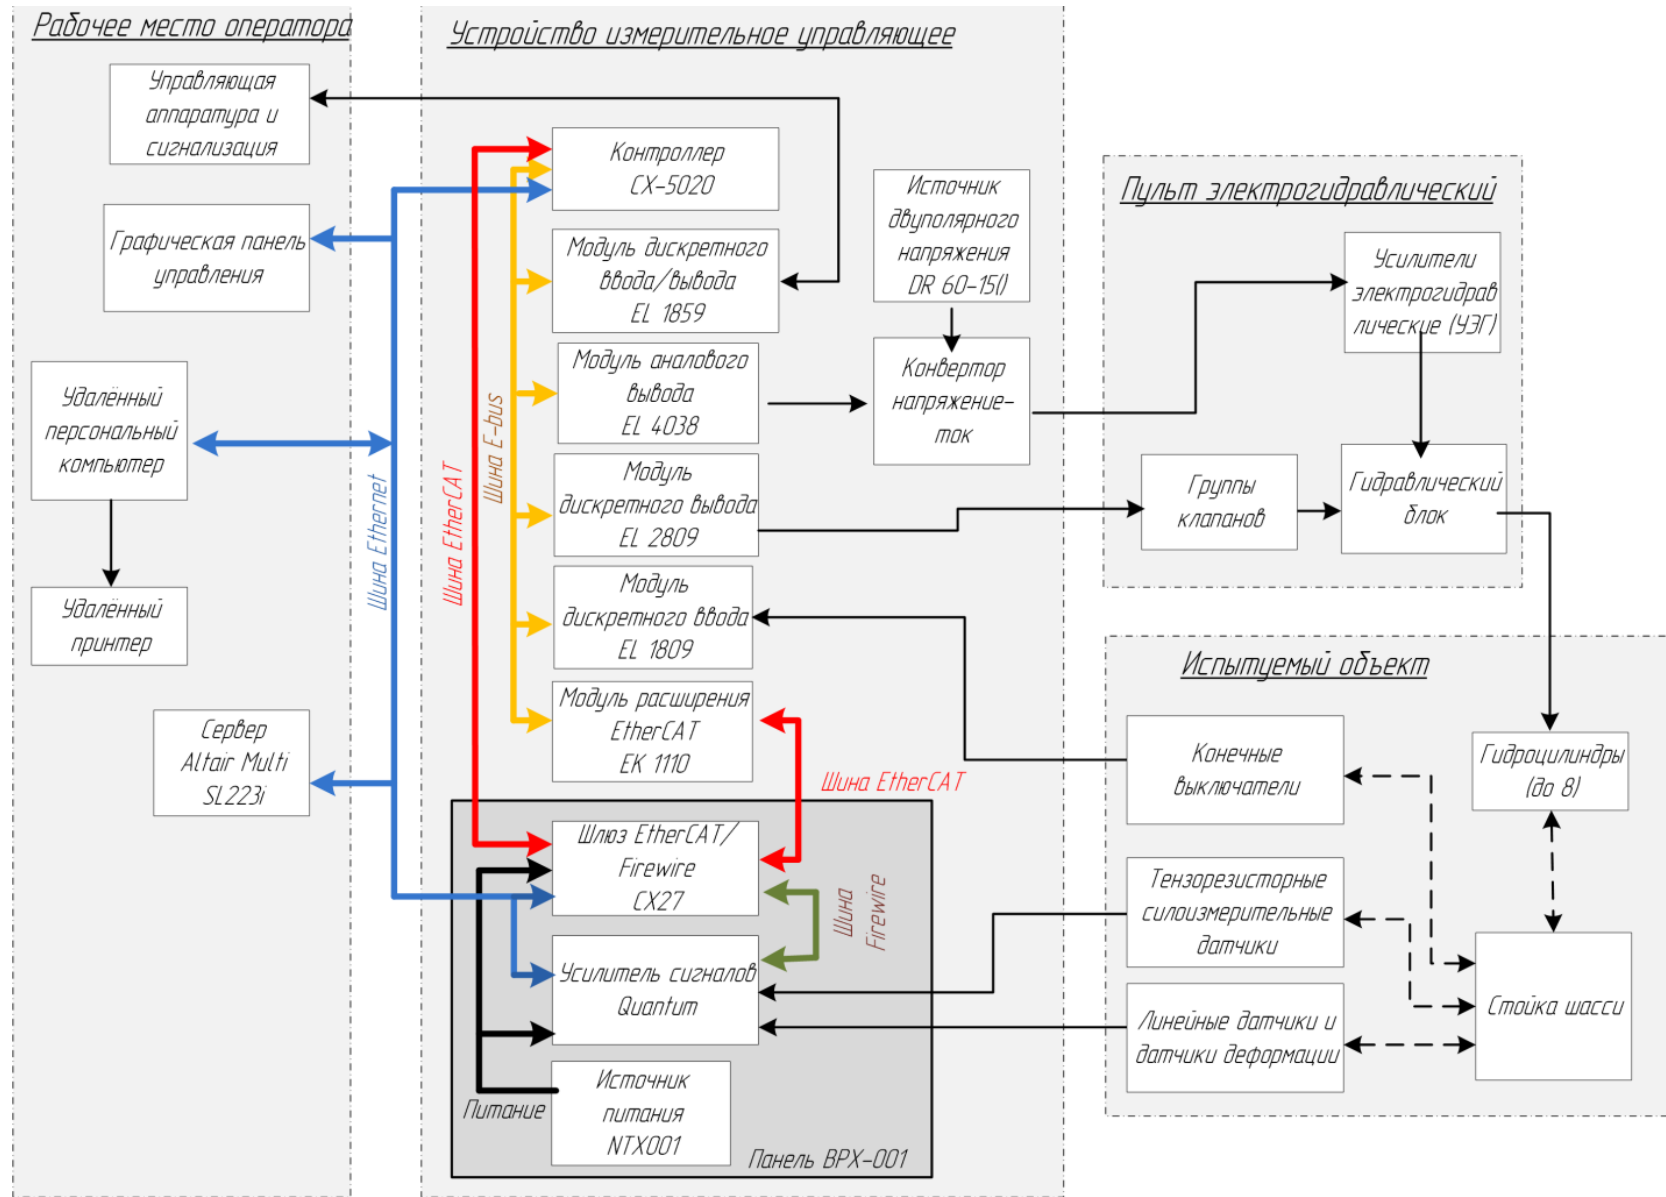 Рабочее место оператора
Управляющая
аппаратура и
сигнализация
Графическая панель
управления
Удалённый
персональный
компьютер
Удалённый
принтер
Сервер
Altair Multi
SL223i
Шина Ethernet
Устройство измерительное управляющее
Контроллер
CX-5020
Модуль дискретного
ввода/вывода
EL 1859
Модуль аналового
вывода
EL 4038
Модуль
дискретного вывода
EL 2809
Модуль
дискретного ввода
EL 1809
Модуль расширения
EtherCAT
EK 1110
Шина EtherCAT
Шина E-bus
Источник
двуполярного
напряжения
DR 60-15()
Конвертор
напряжение-
ток
Шина EtherCAT
Шлюз EtherCAT/
Firewire
CX27
Шина
Firewire
Усилитель сигналов
Quantum
Источник
питания
NTX001
Питание
Панель BPX-001
Пульт электрогидравлический
Усилители
электрогидрав
лические (УЭГ)
Группы
клапанов
Гидравлический
блок
Испытуемый объект
Конечные
выключатели
Гидроцилиндры
(до 8)
Тензорезисторные
силоизмерительные
датчики
Линейные датчики и
датчики деформации
Стойка шасси